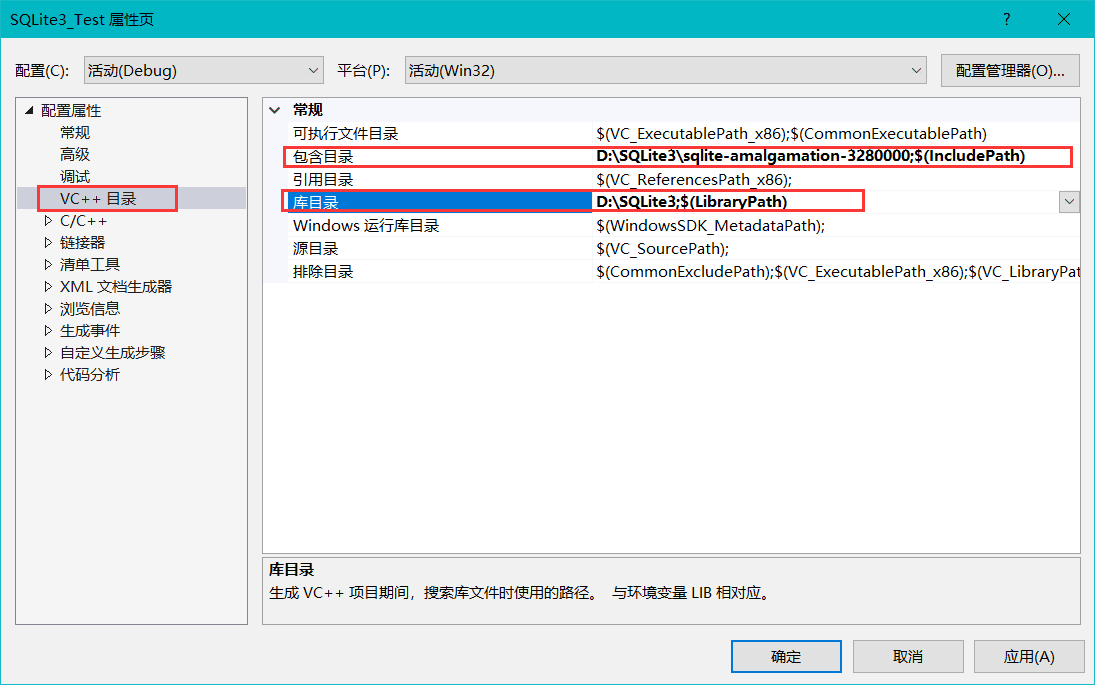 SQLite3_Test 属性页
配置(C): 活动(Debug) 平台(P): 活动(Win32) 配置管理器(O)...
配置属性
常规
高级
调试
VC++ 目录
C/C++
链接器
清单工具
XML 文档生成器
浏览信息
生成事件
自定义生成步骤
代码分析
常规
可执行文件目录 $(VC_ExecutablePath_x86);$(CommonExecutablePath)
包含目录 D:\SQLite3\sqlite-amalgamation-3280000;$(IncludePath)
引用目录 $(VC_ReferencesPath_x86);
库目录 D:\SQLite3;$(LibraryPath)
Windows 运行库目录 $(WindowsSDK_MetadataPath);
源目录 $(VC_SourcePath);
排除目录 $(CommonExcludePath);$(VC_ExecutablePath_x86);$(VC_LibraryPat
库目录
生成 VC++ 项目期间，搜索库文件时使用的路径。 与环境变量 LIB 相对应。
确定 取消 应用(A)